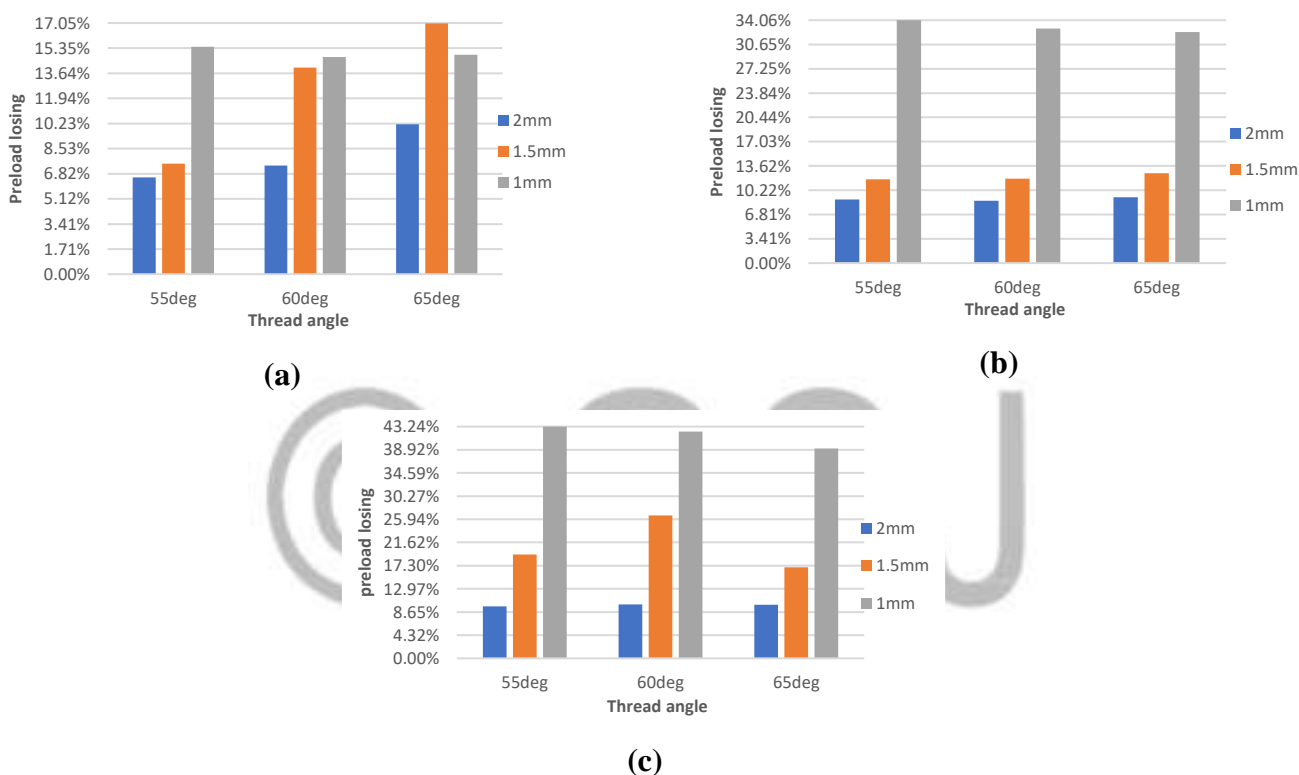 17.05%
15.35%
13.64%
11.94%
10.23%
8.53%
6.82%
5.12%
3.41%
1.71%
0.00%
Preload losing
55deg
60deg
65deg
Thread angle
2mm
1.5mm
1mm
(a)
34.06%
30.65%
27.25%
23.84%
20.44%
17.03%
13.62%
10.22%
6.81%
3.41%
0.00%
Preload losing
55deg
60deg
65deg
Thread angle
2mm
1.5mm
1mm
(b)
43.24%
38.92%
34.59%
30.27%
25.94%
21.62%
17.30%
12.97%
8.65%
4.32%
0.00%
preload losing
55deg
60deg
65deg
Thread angle
2mm
1.5mm
1mm
(c)